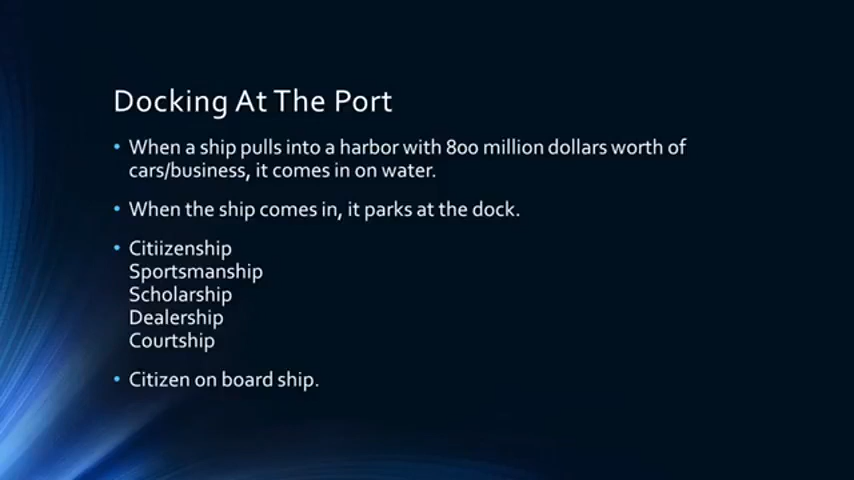 Docking At The Port
• When a ship pulls into a harbor with 800 million dollars worth of
cars/business, it comes in on water.
• When the ship comes in, it parks at the dock.
• Citiizenship
Sportsmanship
Scholarship
Dealership
Courtship
• Citizen on board ship.